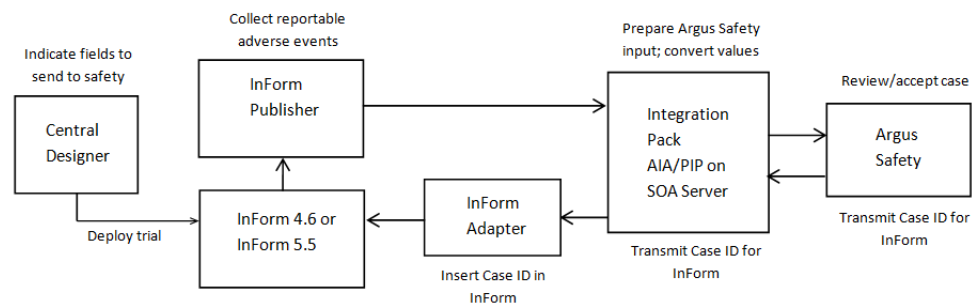 Collect reportable
adverse events
Prepare Argus Safety
input; convert values
Indicate fields to
send to safety
InForm
Publisher
Review/accept case
Central
Designer
Integration
Pack
AIA/PIP on
SOA Server
Argus
Safety
InForm 4.6 or
InForm 5.5
InForm
Adapter
Deploy trial
Transmit Case ID for
InForm
Insert Case ID in
InForm
Transmit Case ID for
InForm